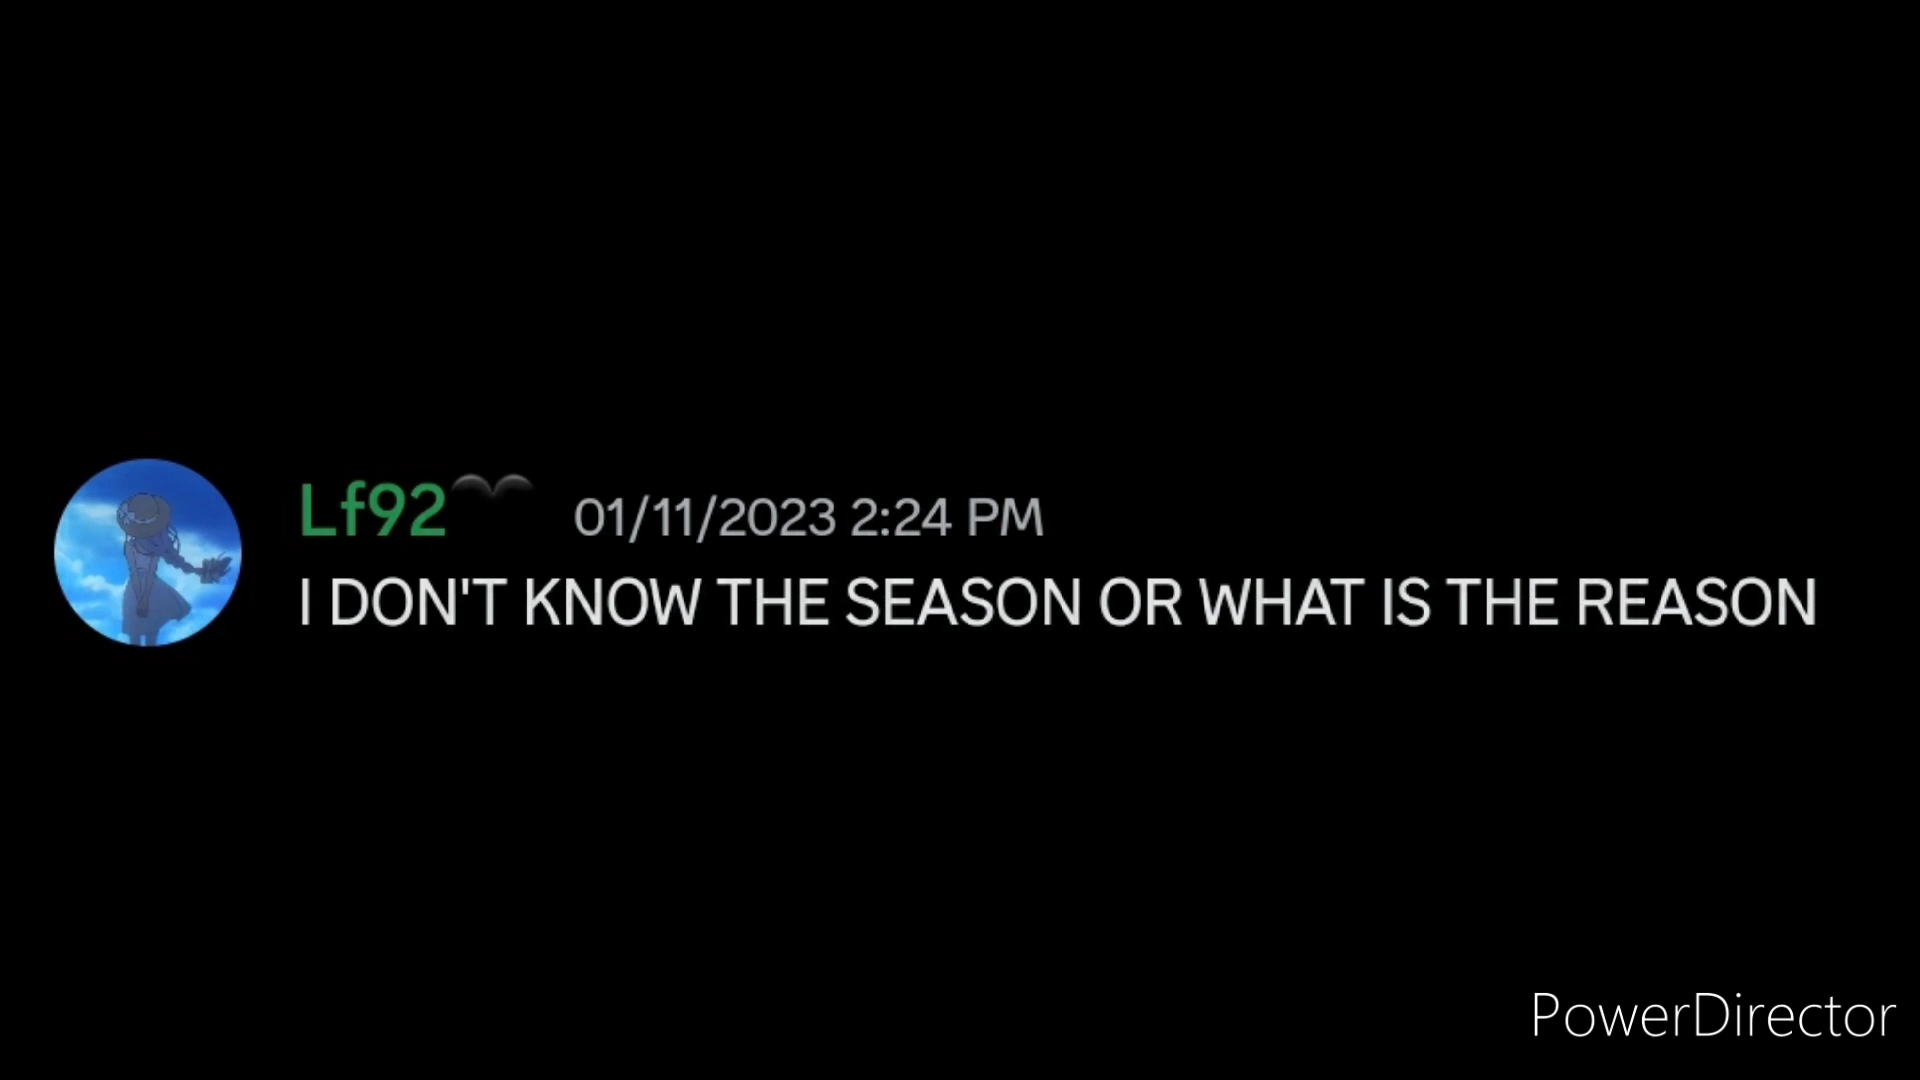 Lf92 01/11/2023 2:24 PM
I DON'T KNOW THE SEASON OR WHAT IS THE REASON
PowerDirector